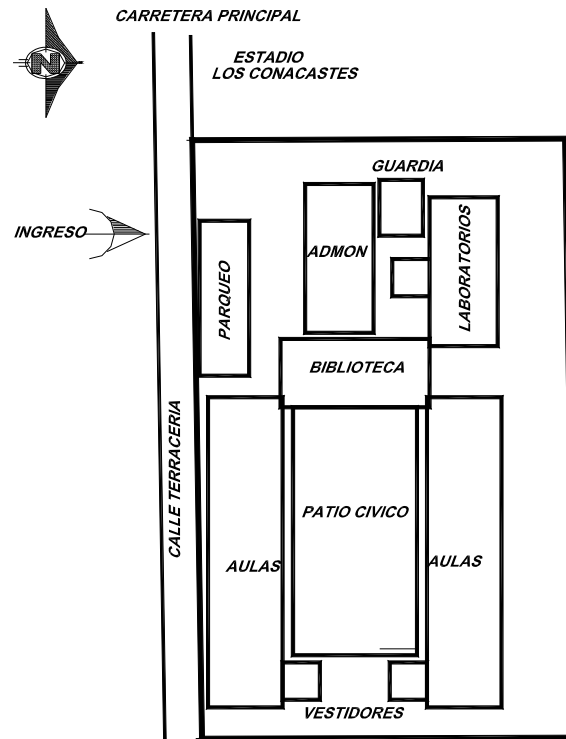 CARRETERA PRINCIPAL
ESTADIO
LOS CONACASTES
N
GUARDIA
INGRESO
ADMON
LABORATORIOS
PARQUEO
BIBLIOTECA
CALLE TERRACERIA
PATIO CIVICO
AULAS
AULAS
VESTIDORES